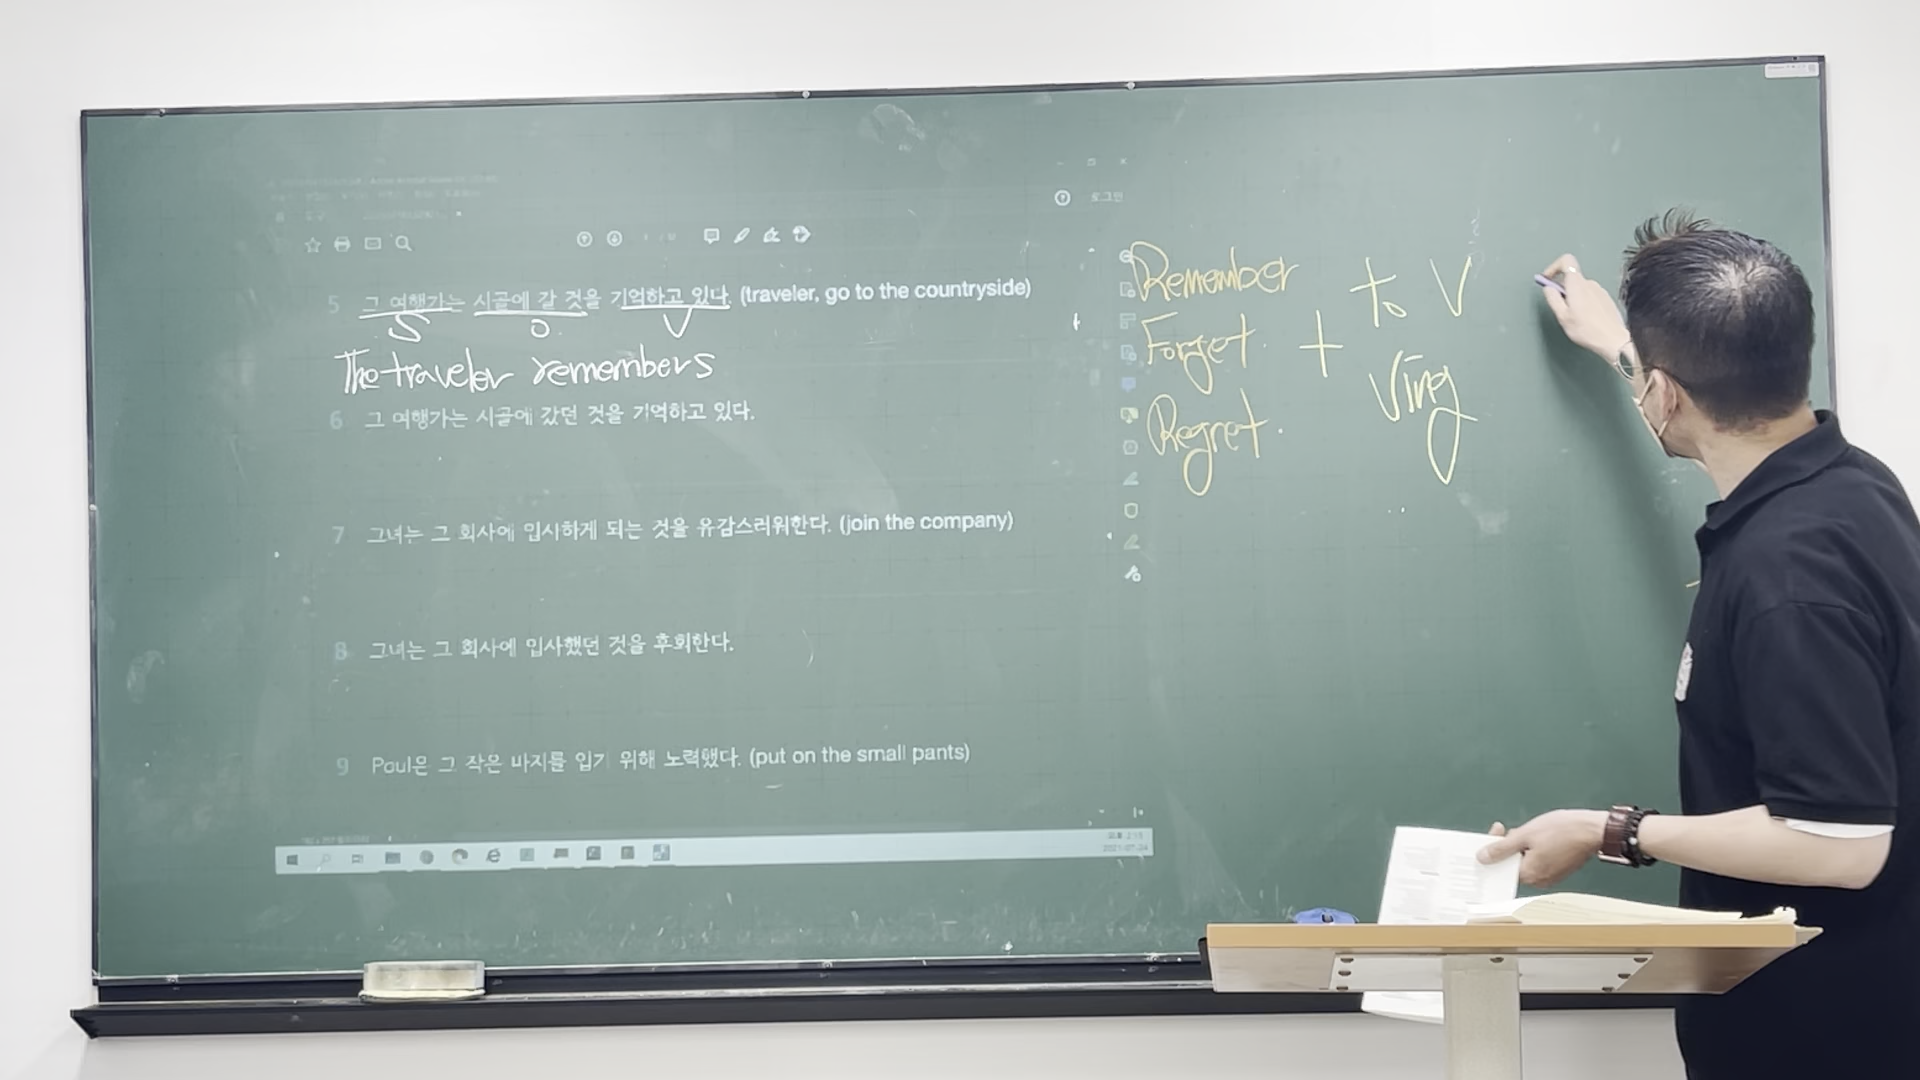 로그인
5 그 여행가는 시골에 갈 것을 기억하고 있다. (traveler, go to the countryside)
S O V
The traveler remembers
6 그 여행가는 시골에 갔던 것을 기억하고 있다.
7 그녀는 그 회사에 입사하게 되는 것을 유감스러워한다. (join the company)
8 그녀는 그 회사에 입사했던 것을 후회한다.
9 Paul은 그 작은 바지를 입기 위해 노력했다. (put on the small pants)
Remember
Forget
Regret
+
to V
Ving